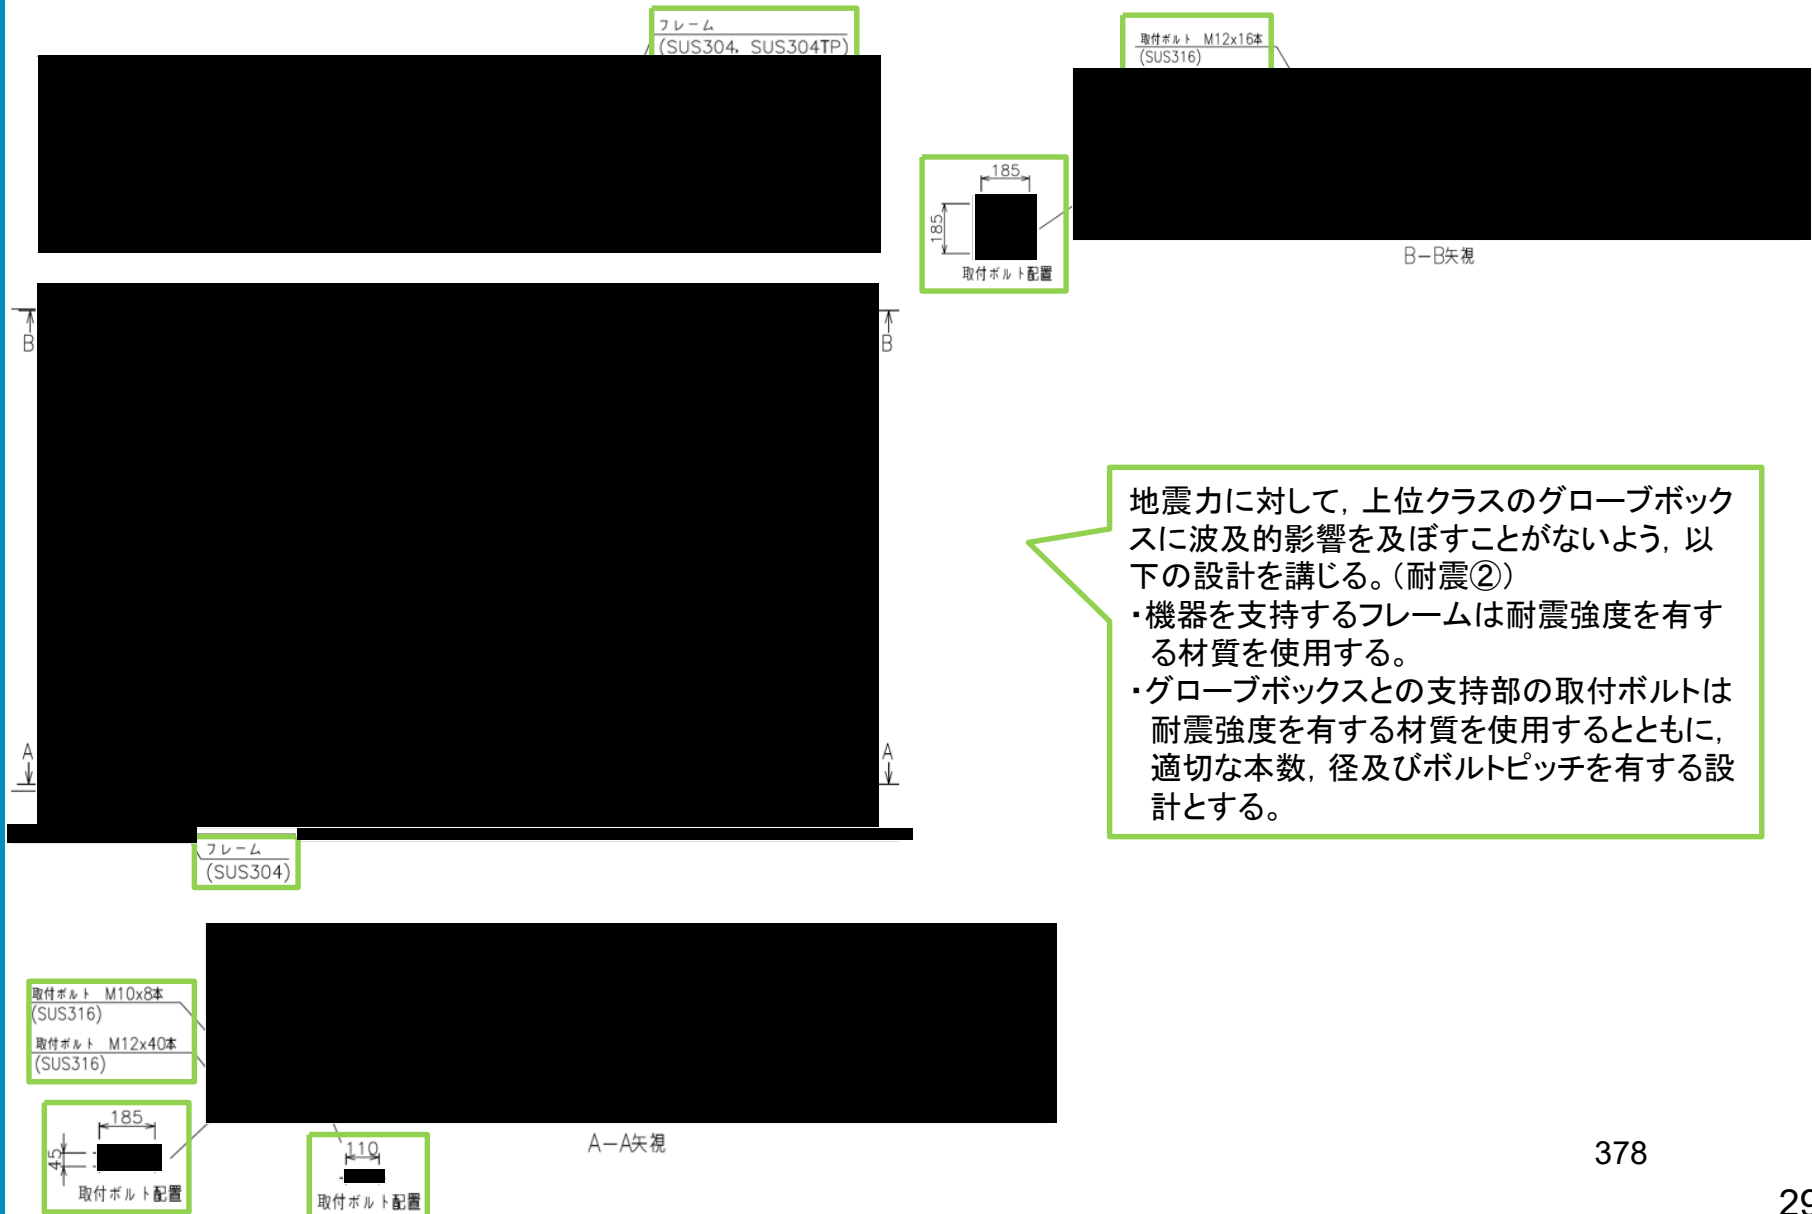 フレーム
(SUS304, SUS304TP)
取付ボルト M12x16本
(SUS316)
185
185
取付ボルト配置
B－B矢視
B
B
地震力に対して，上位クラスのグローブボック
スに波及的影響を及ぼすことがないよう，以
下の設計を講じる。（耐震②）
・機器を支持するフレームは耐震強度を有す
る材質を使用する。
・グローブボックスとの支持部の取付ボルトは
耐震強度を有する材質を使用するとともに，
適切な本数，径及びボルトピッチを有する設
計とする。
A
A
フレーム
(SUS304)
取付ボルト M10x8本
(SUS316)
取付ボルト M12x40本
(SUS316)
185
45
取付ボルト配置
110
取付ボルト配置
A－A矢視
378
29